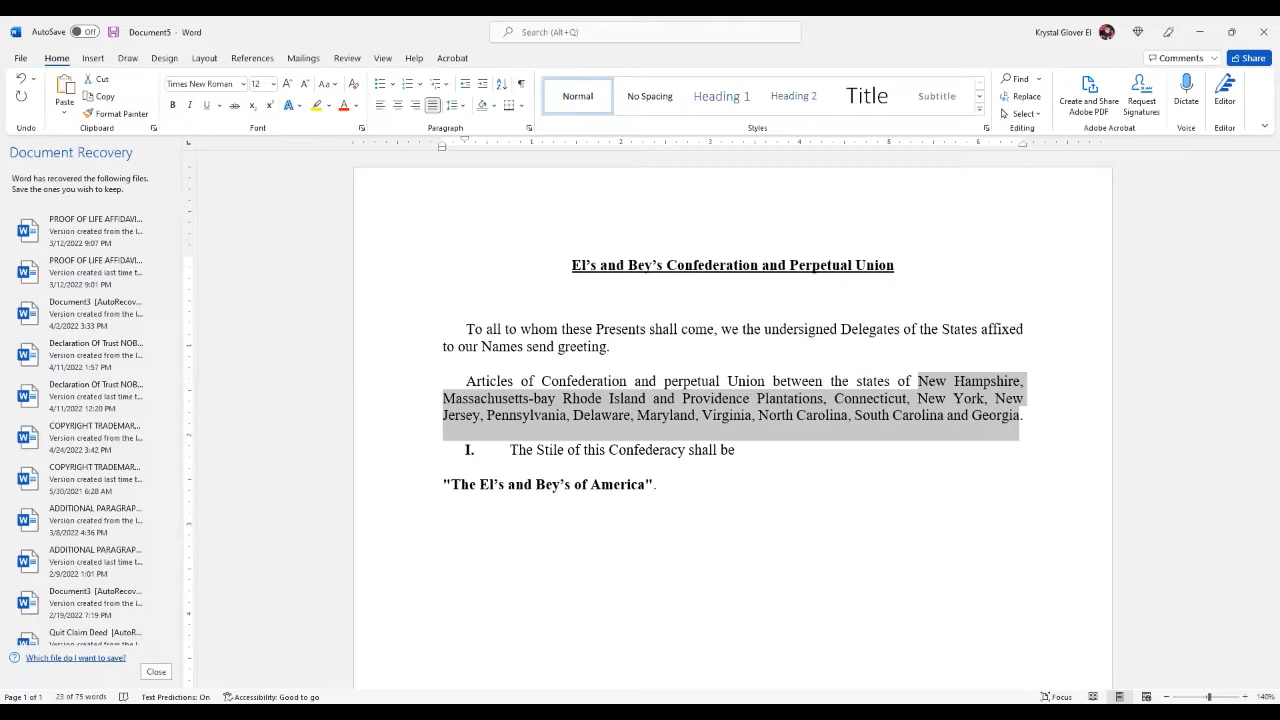 AutoSave Off Document5 - Word Search (Alt+Q) Krystal Glover El
File Home Insert Draw Design Layout References Mailings Review View Help Acrobat Comments Share
Cut
Copy
Format Painter
Paste
Times New Roman 12
Normal No Spacing Heading 1 Heading 2 Title Subtitle
Find
Replace
Select
Create and Share
Adobe PDF
Request
Signatures
Dictate
Editor
Undo Clipboard Font Paragraph Styles Editing Adobe Acrobat Voice Editor
Document Recovery
Word has recovered the following files.
Save the ones you wish to keep.
PROOF OF LIFE AFFIDAVI...
Version created from the l...
3/12/2022 9:07 PM
PROOF OF LIFE AFFIDAVI...
Version created last time t...
3/12/2022 9:01 PM
Document3 [AutoRecov...
Version created from the l...
4/2/2022 3:33 PM
Declaration Of Trust NOB...
Version created from the l...
4/11/2022 1:57 PM
Declaration Of Trust NOB...
Version created last time t...
4/11/2022 12:20 PM
COPYRIGHT TRADEMAR...
Version created from the l...
4/24/2022 3:42 PM
COPYRIGHT TRADEMAR...
Version created last time t...
5/30/2021 6:28 AM
ADDITIONAL PARAGRAP...
Version created from the l...
3/8/2022 4:36 PM
ADDITIONAL PARAGRAP...
Version created last time t...
2/9/2022 1:01 PM
Document3 [AutoRecov...
Version created from the l...
2/19/2022 7:19 PM
Quit Claim Deed [AutoR...
Version created from the l...
Which file do I want to save?
Close
1 2 3 4 5 6
El's and Bey's Confederation and Perpetual Union
To all to whom these Presents shall come, we the undersigned Delegates of the States affixed
to our Names send greeting.
Articles of Confederation and perpetual Union between the states of New Hampshire,
Massachusetts-bay Rhode Island and Providence Plantations, Connecticut, New York, New
Jersey, Pennsylvania, Delaware, Maryland, Virginia, North Carolina, South Carolina and Georgia.
I. The Stile of this Confederacy shall be
"The El's and Bey's of America".
Page 1 of 1 23 of 75 words Text Predictions: On Accessibility: Good to go Focus 140%